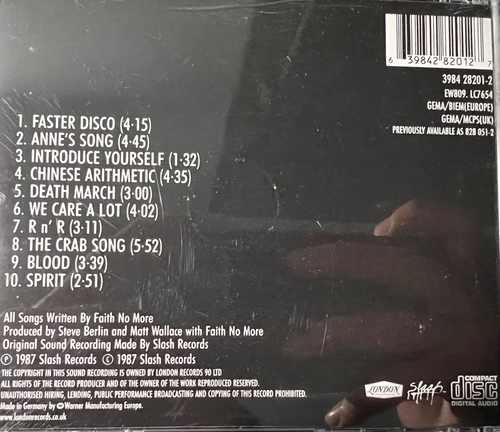 6 39842 82012 7
3984 28201-2
EW809. LC7654
GEMA/BIEM(EUROPE)
GEMA/MCPS(UK)
PREVIOUSLY AVAILABLE AS 828 051-2
1. FASTER DISCO (4·15)
2. ANNE'S SONG (4·45)
3. INTRODUCE YOURSELF (1·32)
4. CHINESE ARITHMETIC (4·35)
5. DEATH MARCH (3·00)
6. WE CARE A LOT (4·02)
7. R n' R (3·11)
8. THE CRAB SONG (5·52)
9. BLOOD (3·39)
10. SPIRIT (2·51)
All Songs Written By Faith No More
Produced by Steve Berlin and Matt Wallace with Faith No More
Original Sound Recording Made By Slash Records
℗ 1987 Slash Records © 1987 Slash Records
THE COPYRIGHT IN THIS SOUND RECORDING IS OWNED BY LONDON RECORDS 90 LTD
ALL RIGHTS OF THE RECORD PRODUCER AND OF THE OWNER OF THE WORK REPRODUCED RESERVED.
UNAUTHORISED HIRING, LENDING, PUBLIC PERFORMANCE BROADCASTING AND COPYING OF THIS RECORD PROHIBITED.
Made in Germany by Warner Manufacturing Europe.
www.londonrecords.co.uk
LONDON
Slash
COMPACT
disc
DIGITAL AUDIO